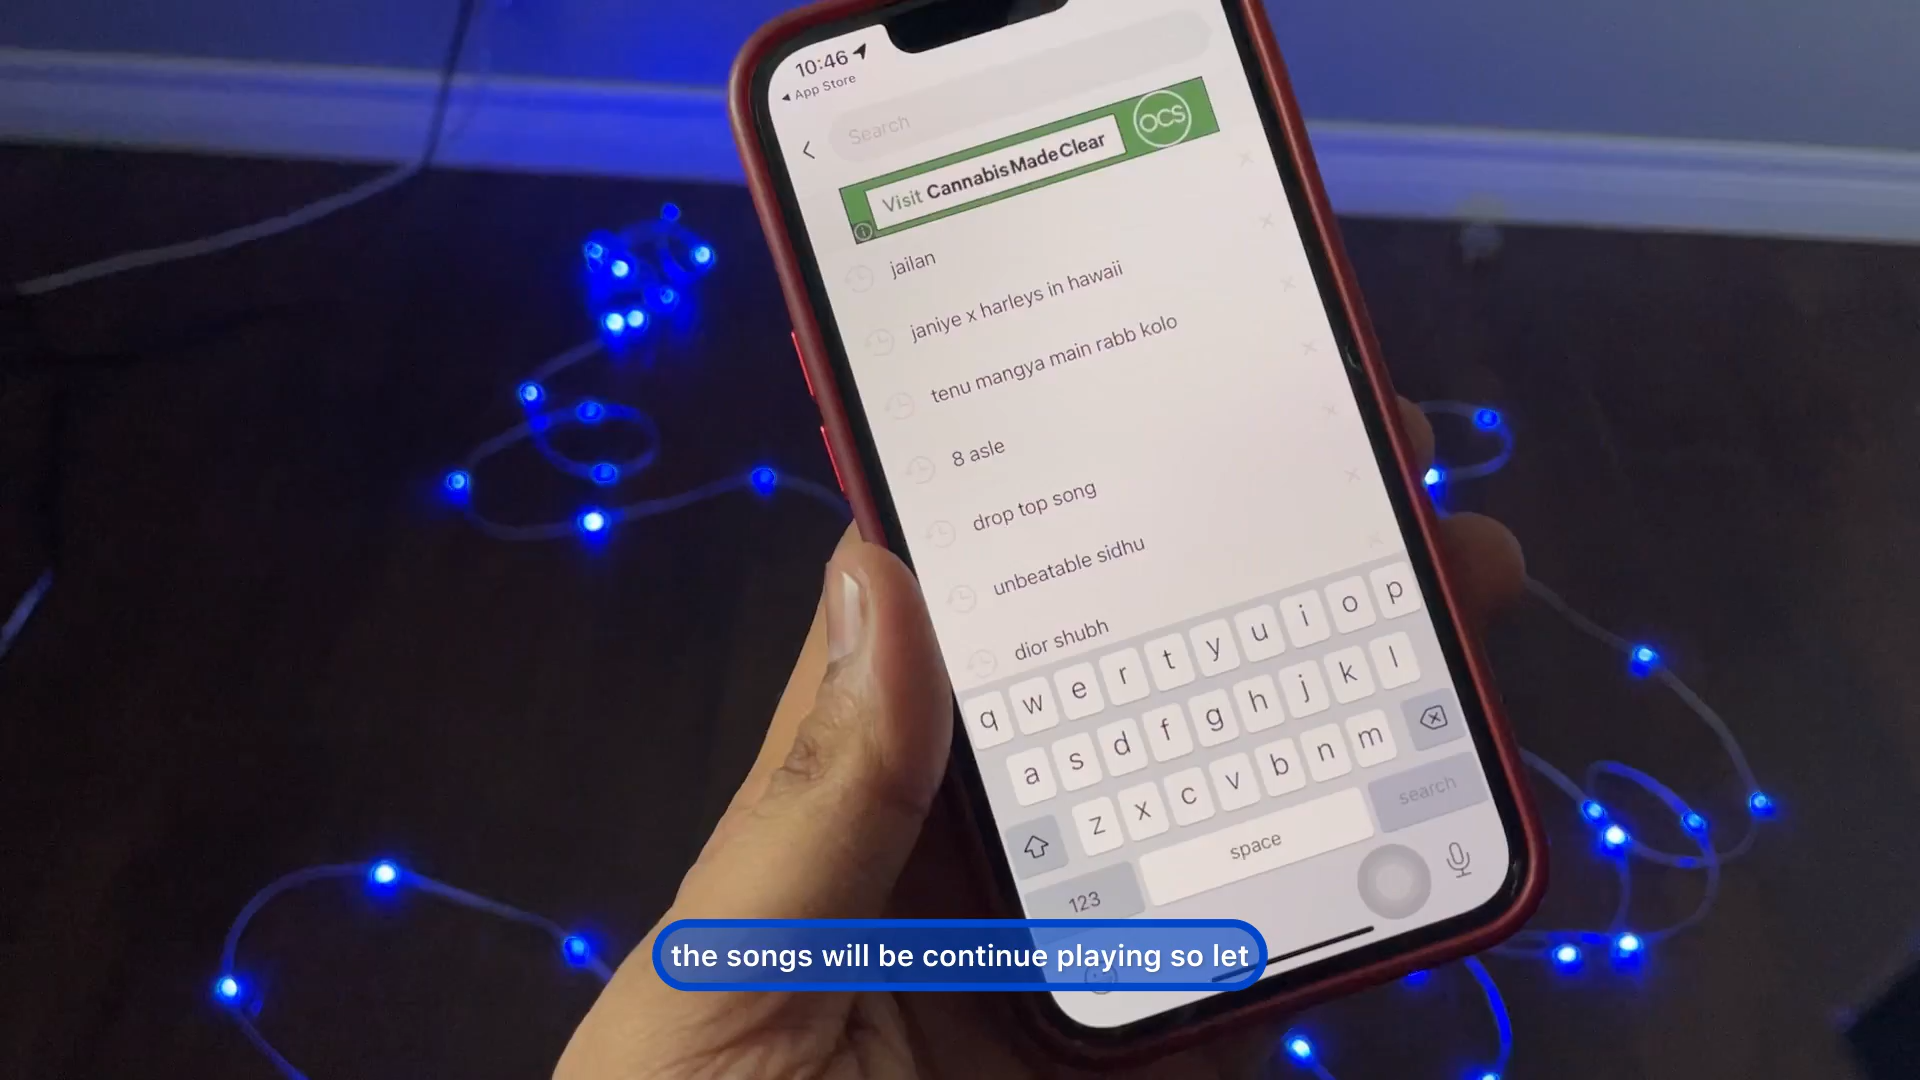 10:46
App Store
Search
Visit CannabisMadeClear
OCS
jailan
janiye x harleys in hawaii
tenu mangya main rabb kolo
8 asle
drop top song
unbeatable sidhu
dior shubh
q w e r t y u i o p
a s d f g h j k l
z x c v b n m
123 space search
the songs will be continue playing so let